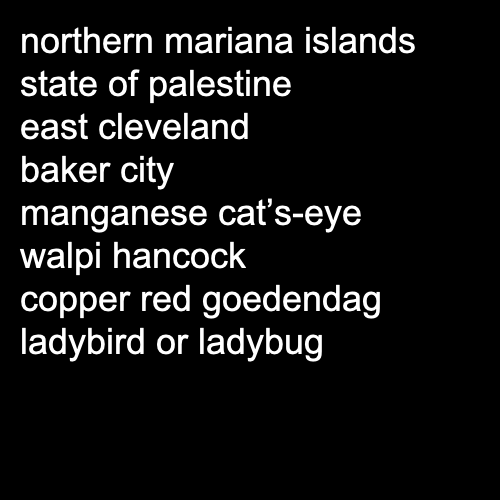 northern mariana islands
state of palestine
east cleveland
baker city
manganese cat’s-eye
walpi hancock
copper red goedendag
ladybird or ladybug